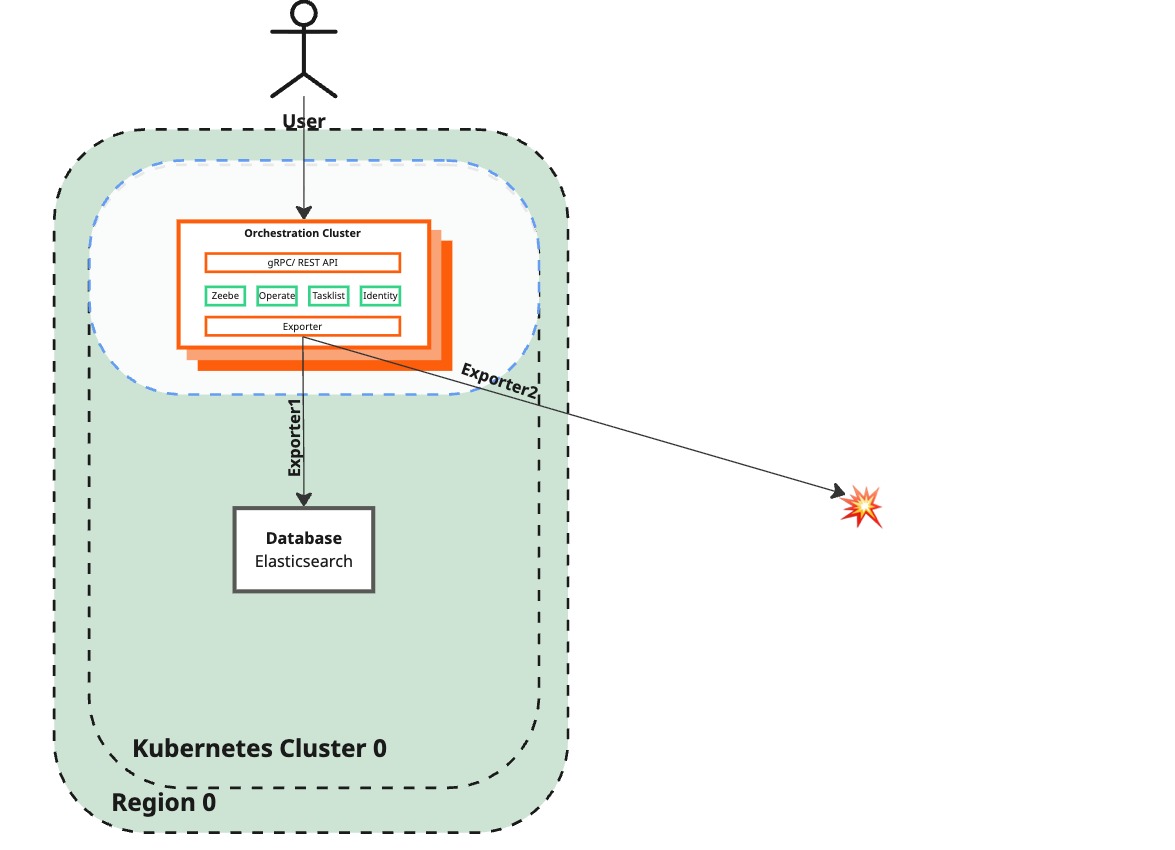 User
Orchestration Cluster
gRPC/ REST API
Zeebe
Operate
Tasklist
Identity
Exporter
Exporter2
Exporter1
Database
Elasticsearch
Kubernetes Cluster 0
Region 0